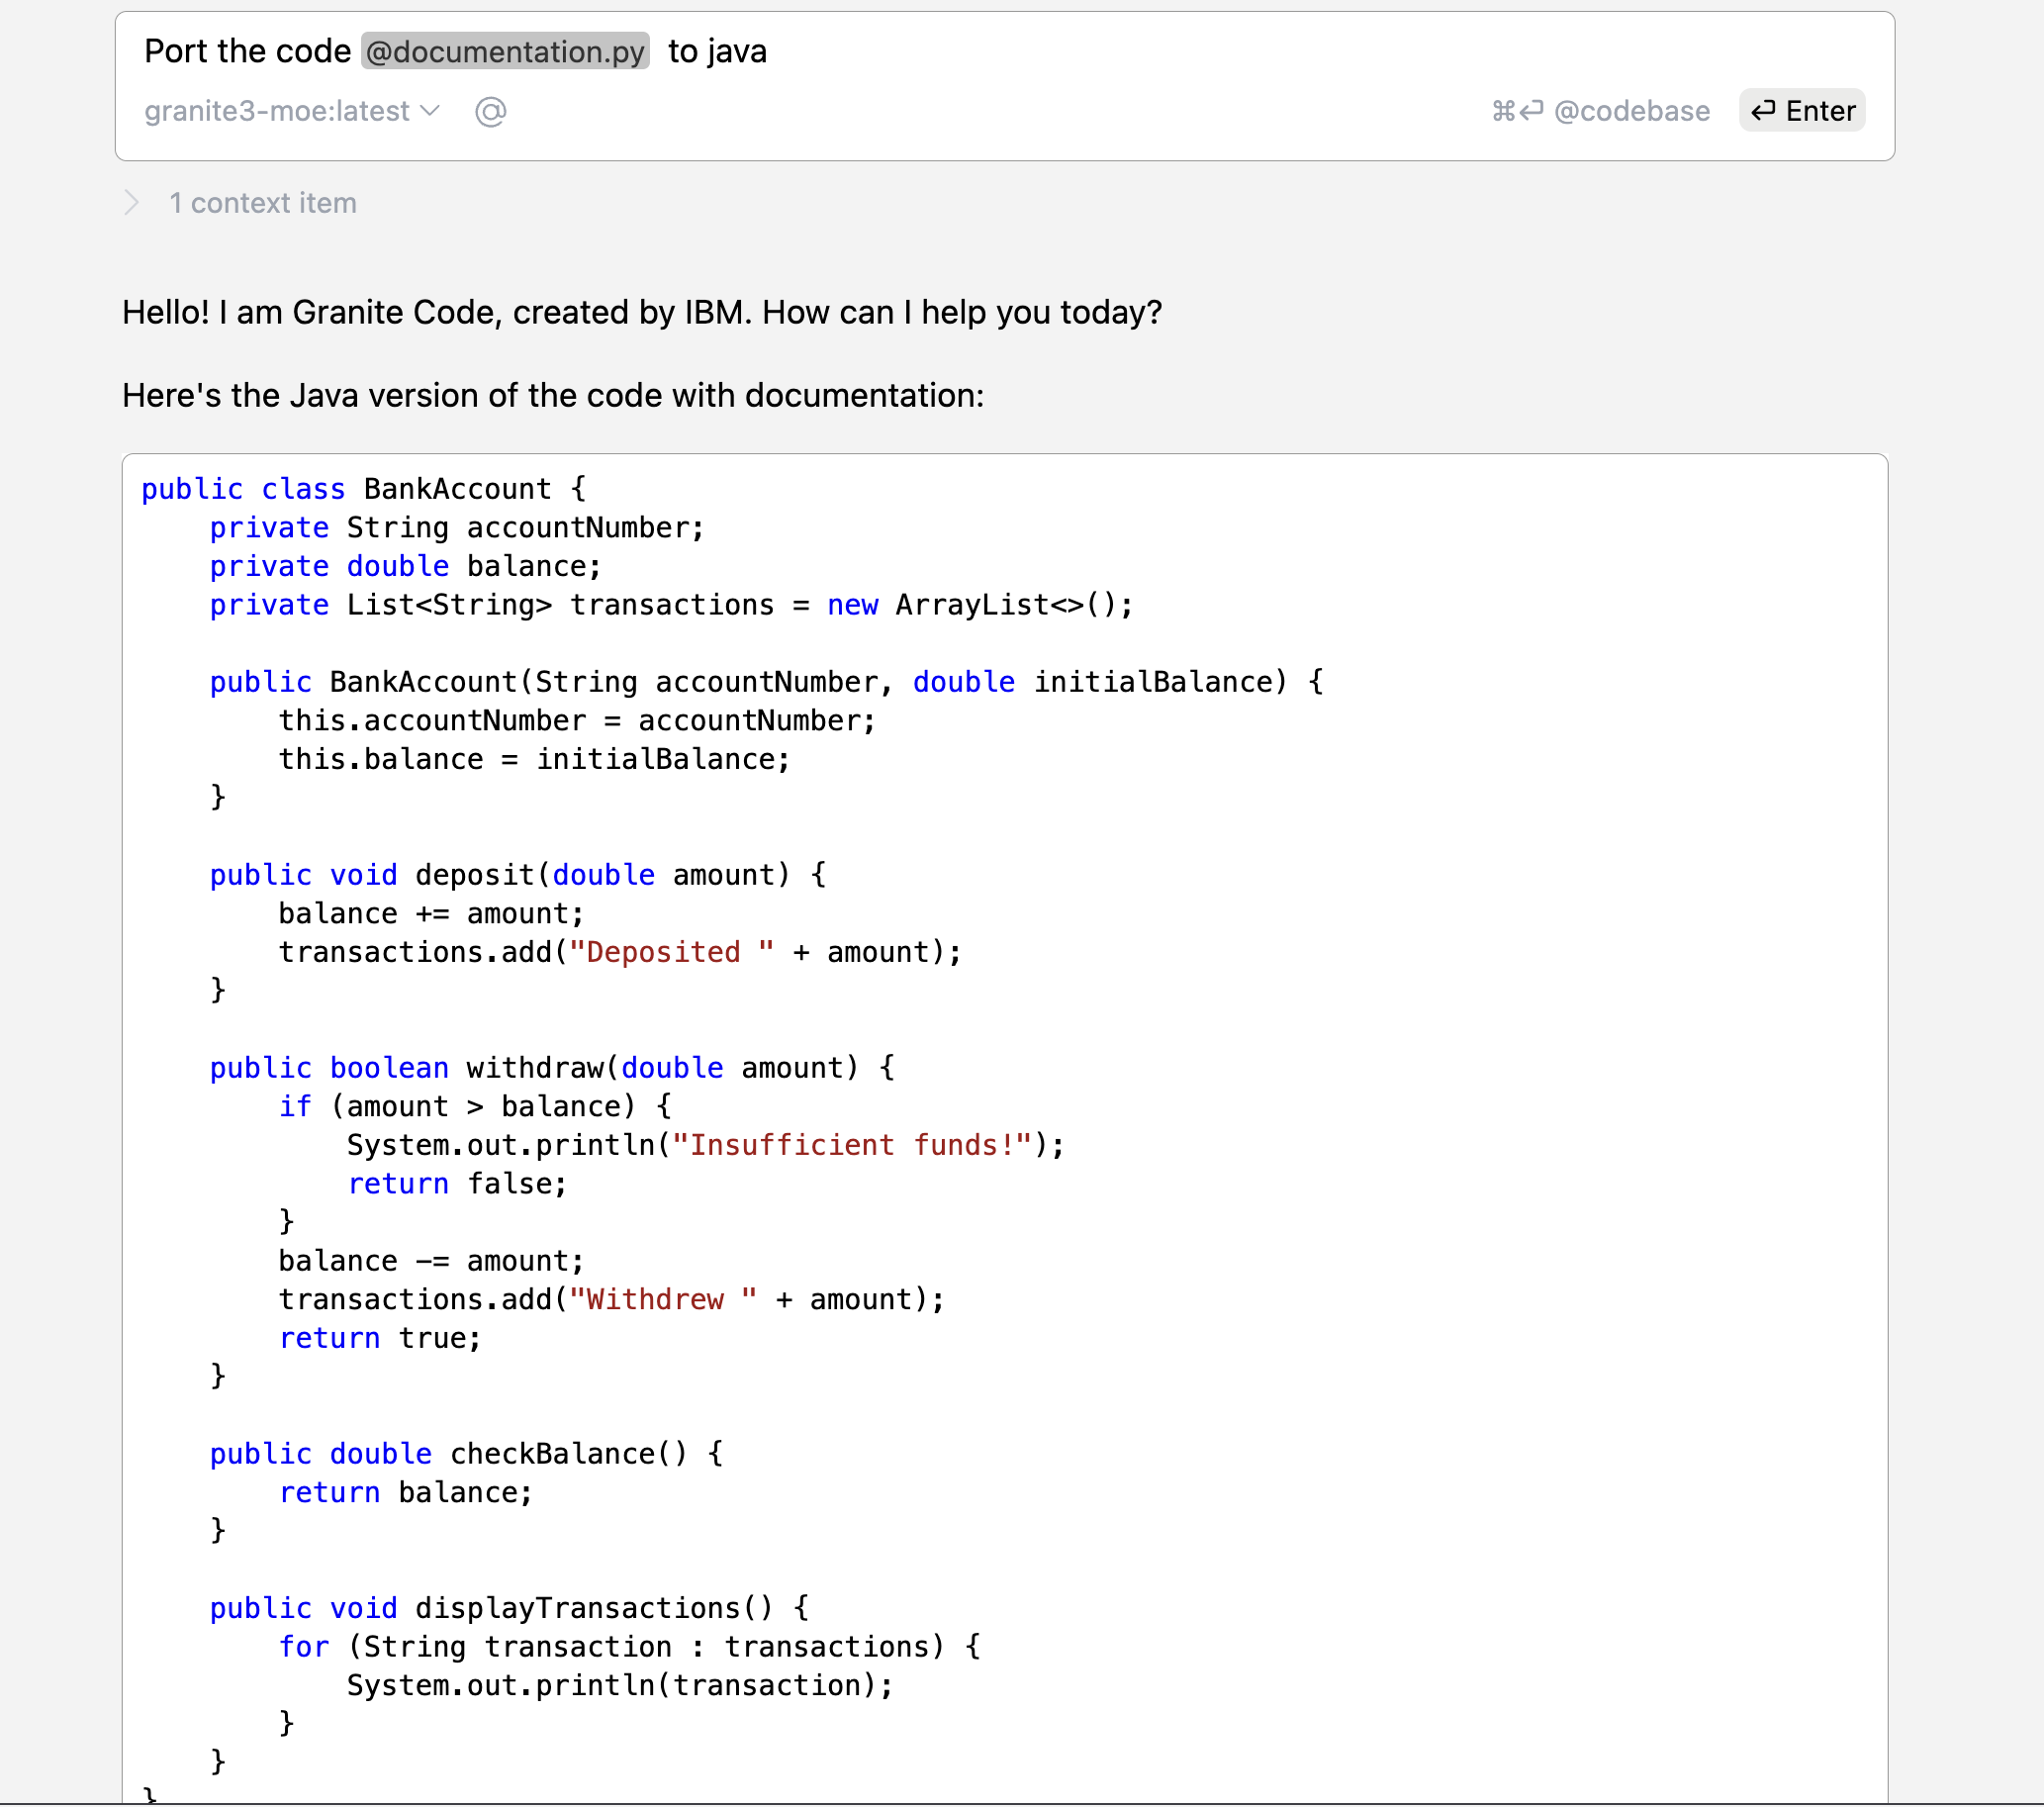 Port the code @documentation.py to java
granite3-moe:latest @ ⌘⏎ @codebase ⏎ Enter
1 context item
Hello! I am Granite Code, created by IBM. How can I help you today?
Here's the Java version of the code with documentation:
public class BankAccount {
    private String accountNumber;
    private double balance;
    private List<String> transactions = new ArrayList<>();

    public BankAccount(String accountNumber, double initialBalance) {
        this.accountNumber = accountNumber;
        this.balance = initialBalance;
    }

    public void deposit(double amount) {
        balance += amount;
        transactions.add("Deposited " + amount);
    }

    public boolean withdraw(double amount) {
        if (amount > balance) {
            System.out.println("Insufficient funds!");
            return false;
        }
        balance -= amount;
        transactions.add("Withdrew " + amount);
        return true;
    }

    public double checkBalance() {
        return balance;
    }

    public void displayTransactions() {
        for (String transaction : transactions) {
            System.out.println(transaction);
        }
    }
}